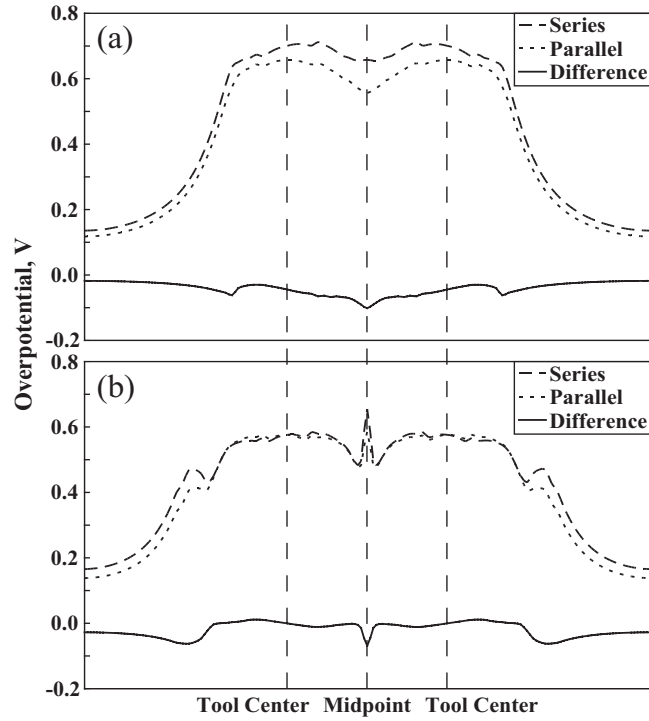 0.8
(a)
Series
Parallel
Difference
0.6
0.4
0.2
0.0
-0.2
Overpotential, V
0.8
(b)
Series
Parallel
Difference
0.6
0.4
0.2
0.0
-0.2
Tool Center Midpoint Tool Center